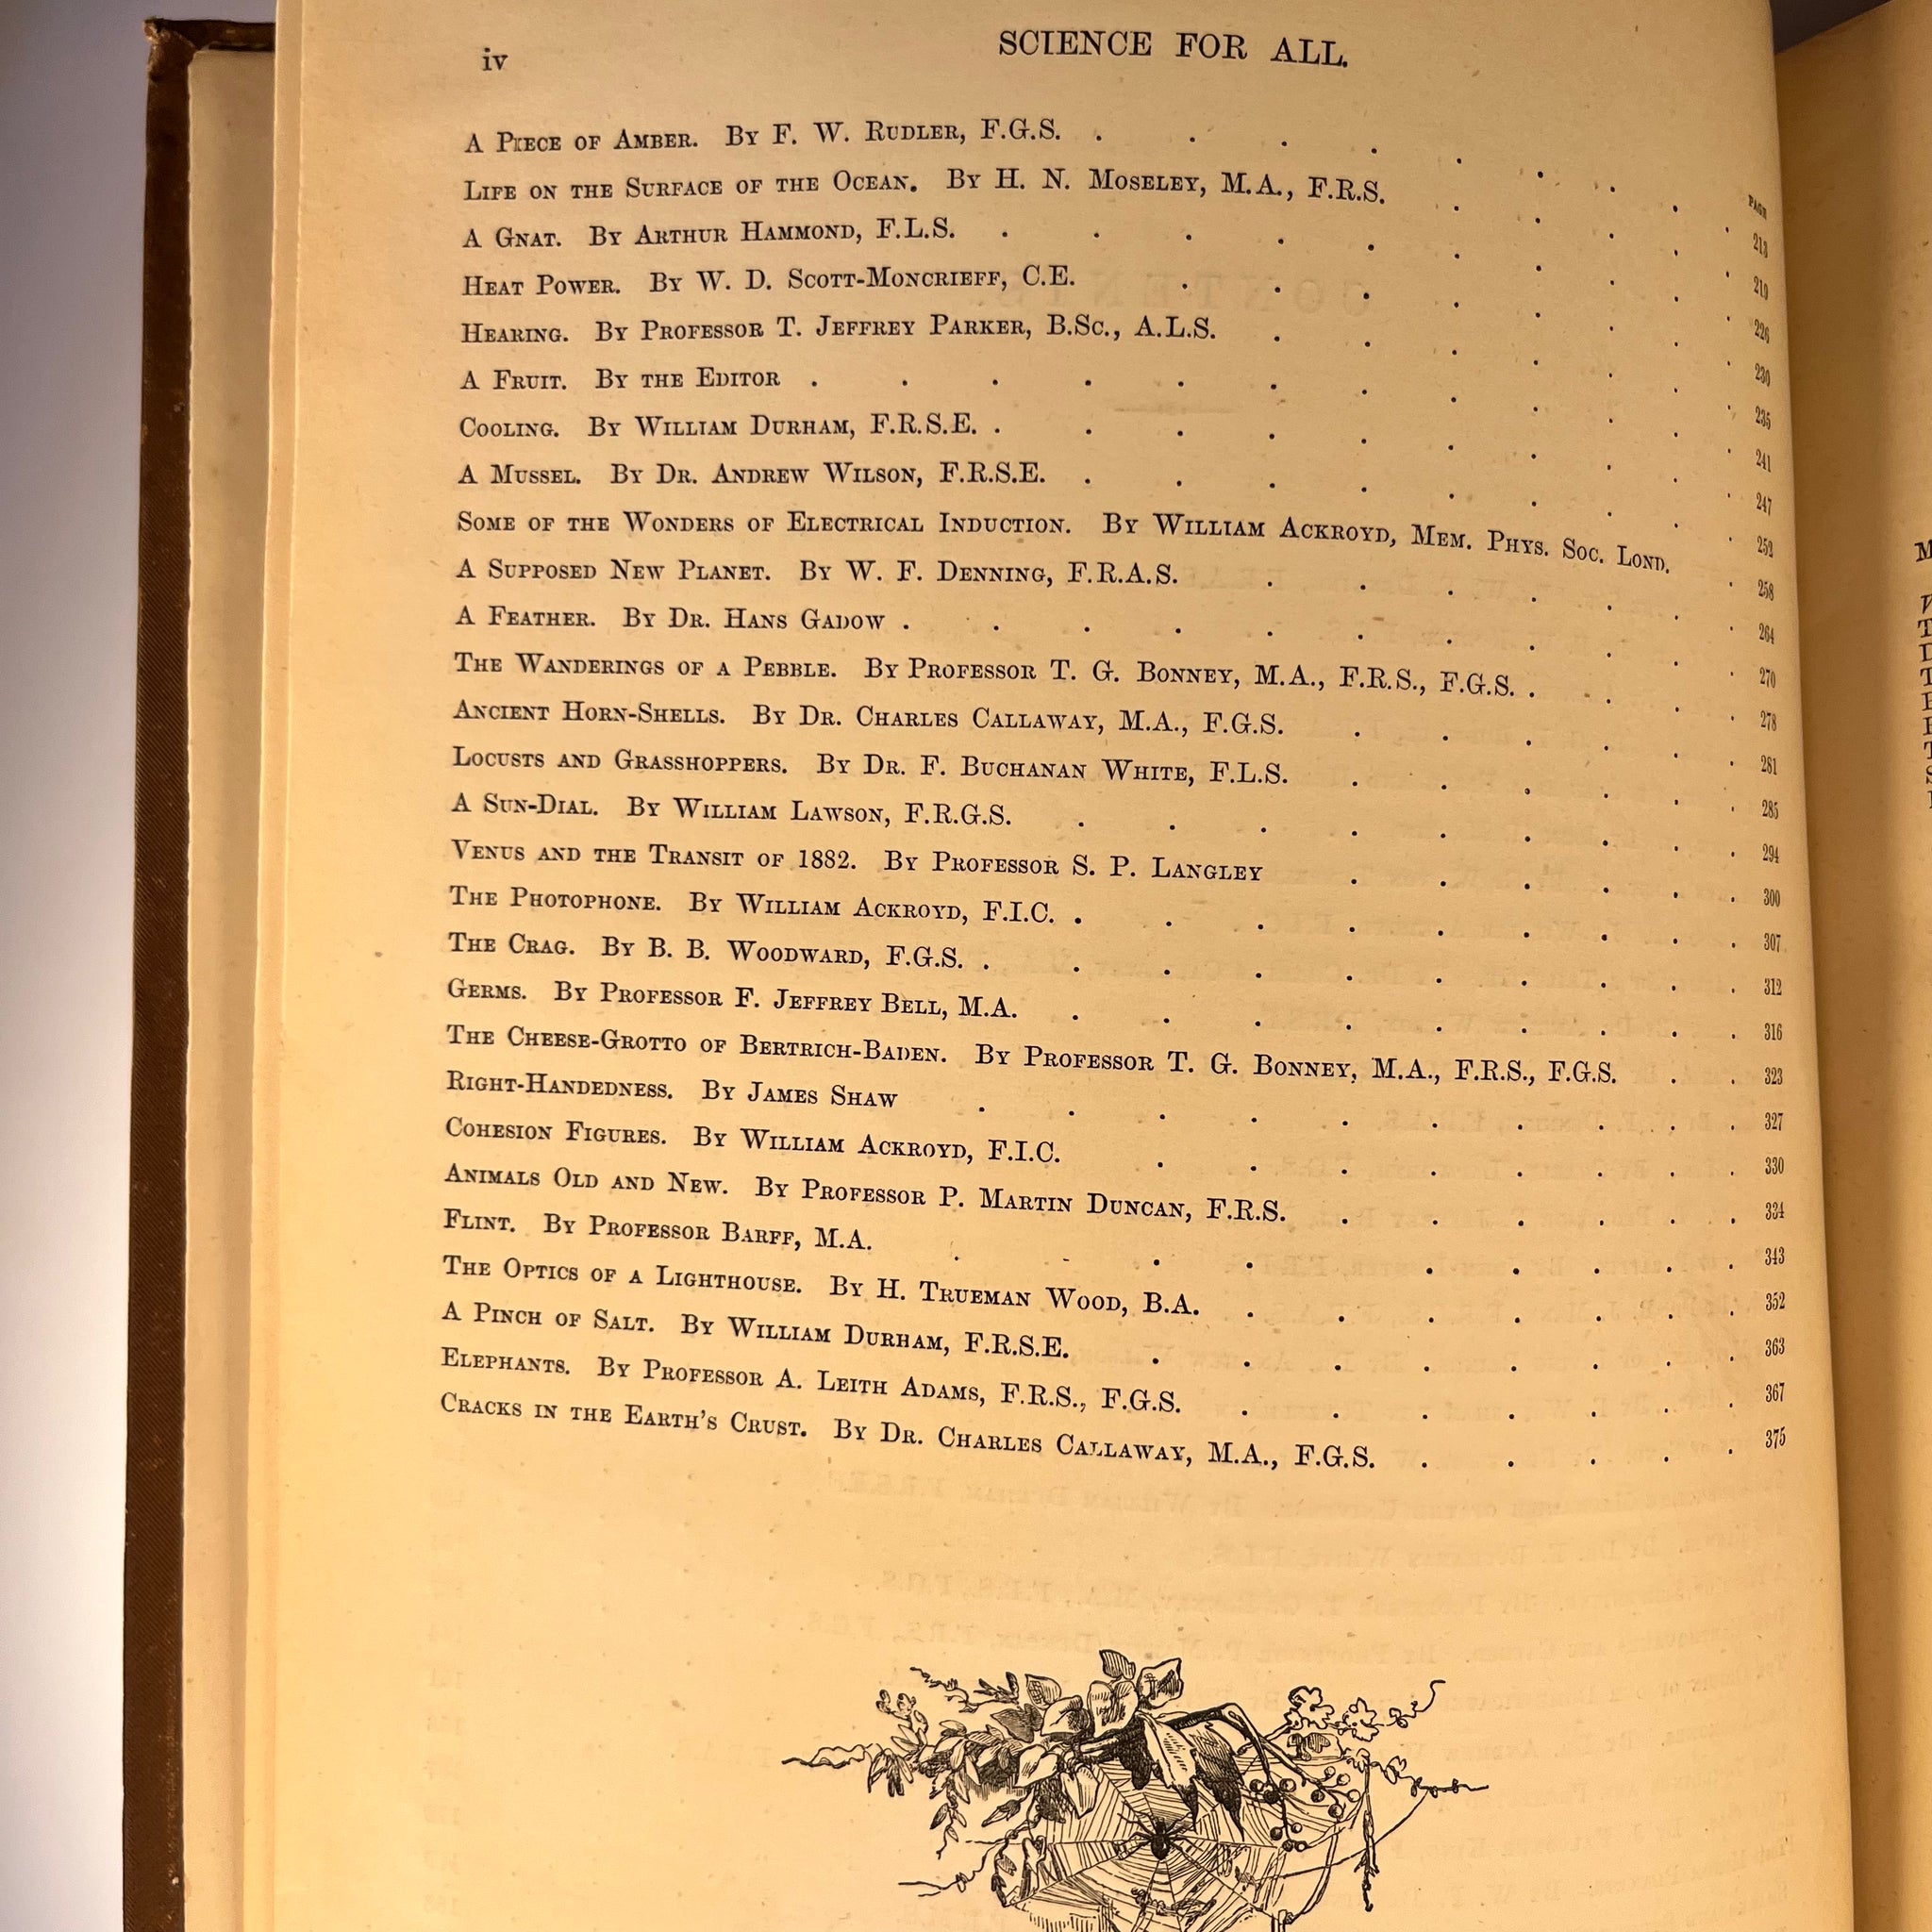 iv
SCIENCE FOR ALL.
PAGE
A PIECE OF AMBER. BY F. W. RUDLER, F.G.S. . . . . . . . . 213
LIFE ON THE SURFACE OF THE OCEAN. BY H. N. MOSELEY, M.A., F.R.S. . . . . 219
A GNAT. BY ARTHUR HAMMOND, F.L.S. . . . . . . . . . 226
HEAT POWER. BY W. D. SCOTT-MONCRIEFF, C.E. . . . . . . . 230
HEARING. BY PROFESSOR T. JEFFREY PARKER, B.SC., A.L.S. . . . . . . 235
A FRUIT. BY THE EDITOR . . . . . . . . . . . 241
COOLING. BY WILLIAM DURHAM, F.R.S.E. . . . . . . . . . 247
A MUSSEL. BY DR. ANDREW WILSON, F.R.S.E. . . . . . . . . 252
SOME OF THE WONDERS OF ELECTRICAL INDUCTION. BY WILLIAM ACKROYD, MEM. PHYS. SOC. LOND. . 258
A SUPPOSED NEW PLANET. BY W. F. DENNING, F.R.A.S. . . . . . . 264
A FEATHER. BY DR. HANS GADOW . . . . . . . . . . 270
THE WANDERINGS OF A PEBBLE. BY PROFESSOR T. G. BONNEY, M.A., F.R.S., F.G.S. . . . . 278
ANCIENT HORN-SHELLS. BY DR. CHARLES CALLAWAY, M.A., F.G.S. . . . . . . 281
LOCUSTS AND GRASSHOPPERS. BY DR. F. BUCHANAN WHITE, F.L.S. . . . . . . 285
A SUN-DIAL. BY WILLIAM LAWSON, F.R.G.S. . . . . . . . . 294
VENUS AND THE TRANSIT OF 1882. BY PROFESSOR S. P. LANGLEY . . . . . . 300
THE PHOTOPHONE. BY WILLIAM ACKROYD, F.I.C. . . . . . . . . 307
THE CRAG. BY B. B. WOODWARD, F.G.S. . . . . . . . . . 312
GERMS. BY PROFESSOR F. JEFFREY BELL, M.A. . . . . . . . . 316
THE CHEESE-GROTTO OF BERTRICH-BADEN. BY PROFESSOR T. G. BONNEY, M.A., F.R.S., F.G.S. . . 323
RIGHT-HANDEDNESS. BY JAMES SHAW . . . . . . . . . 327
COHESION FIGURES. BY WILLIAM ACKROYD, F.I.C. . . . . . . . 330
ANIMALS OLD AND NEW. BY PROFESSOR P. MARTIN DUNCAN, F.R.S. . . . . . 334
FLINT. BY PROFESSOR BARFF, M.A. . . . . . . . . 343
THE OPTICS OF A LIGHTHOUSE. BY H. TRUEMAN WOOD, B.A. . . . . . . 352
A PINCH OF SALT. BY WILLIAM DURHAM, F.R.S.E. . . . . . . . 363
ELEPHANTS. BY PROFESSOR A. LEITH ADAMS, F.R.S., F.G.S. . . . . . . 367
CRACKS IN THE EARTH'S CRUST. BY DR. CHARLES CALLAWAY, M.A., F.G.S. . . . . . 375